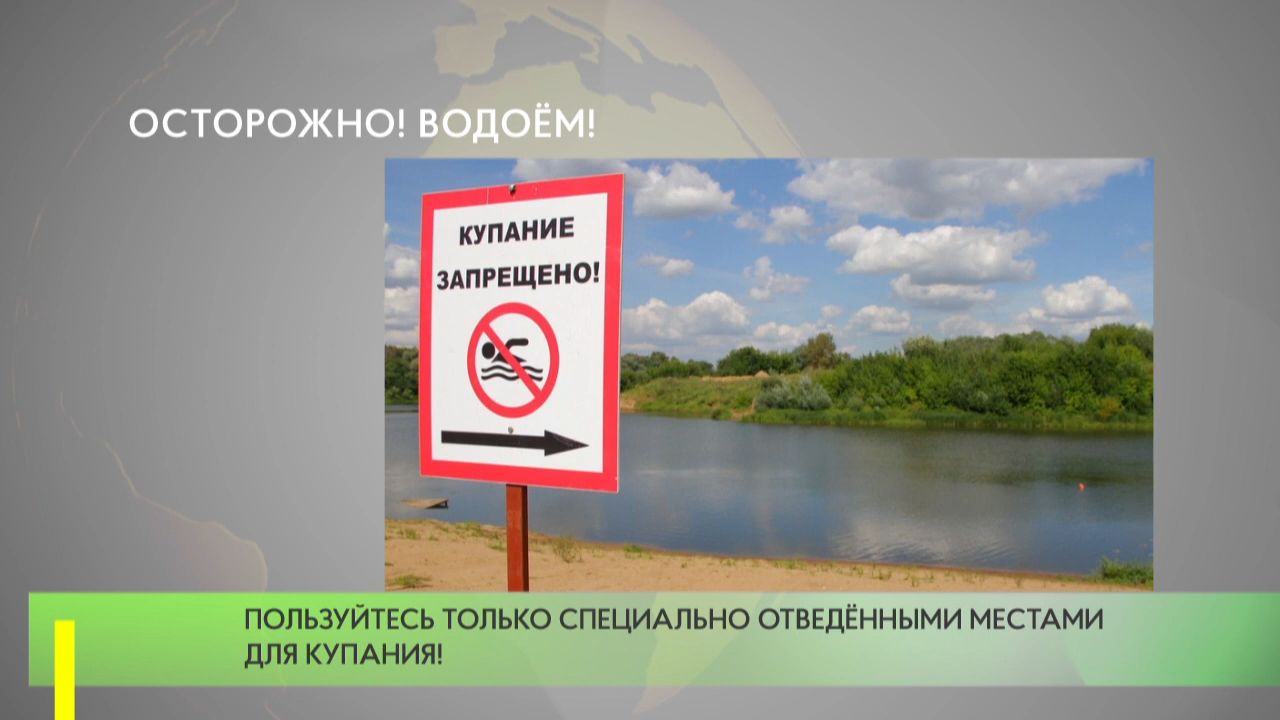 ОСТОРОЖНО! ВОДОЁМ!
КУПАНИЕ
ЗАПРЕЩЕНО!
ПОЛЬЗУЙТЕСЬ ТОЛЬКО СПЕЦИАЛЬНО ОТВЕДЁННЫМИ МЕСТАМИ
ДЛЯ КУПАНИЯ!